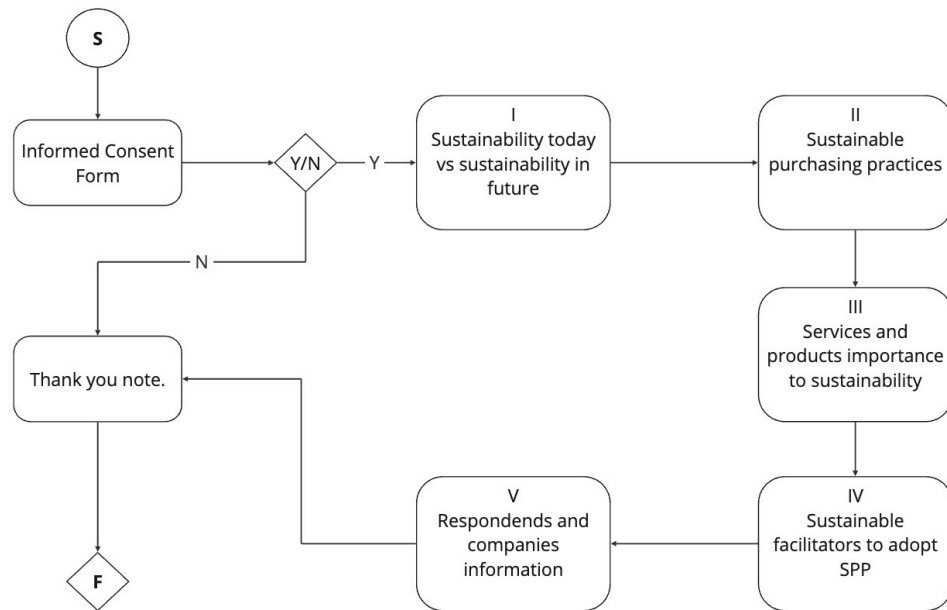 S
Informed Consent
Form
Y/N
Y
I
Sustainability today
vs sustainability in
future
II
Sustainable
purchasing practices
N
III
Services and
products importance
to sustainability
Thank you note.
V
Respondends and
companies
information
IV
Sustainable
facilitators to adopt
SPP
F